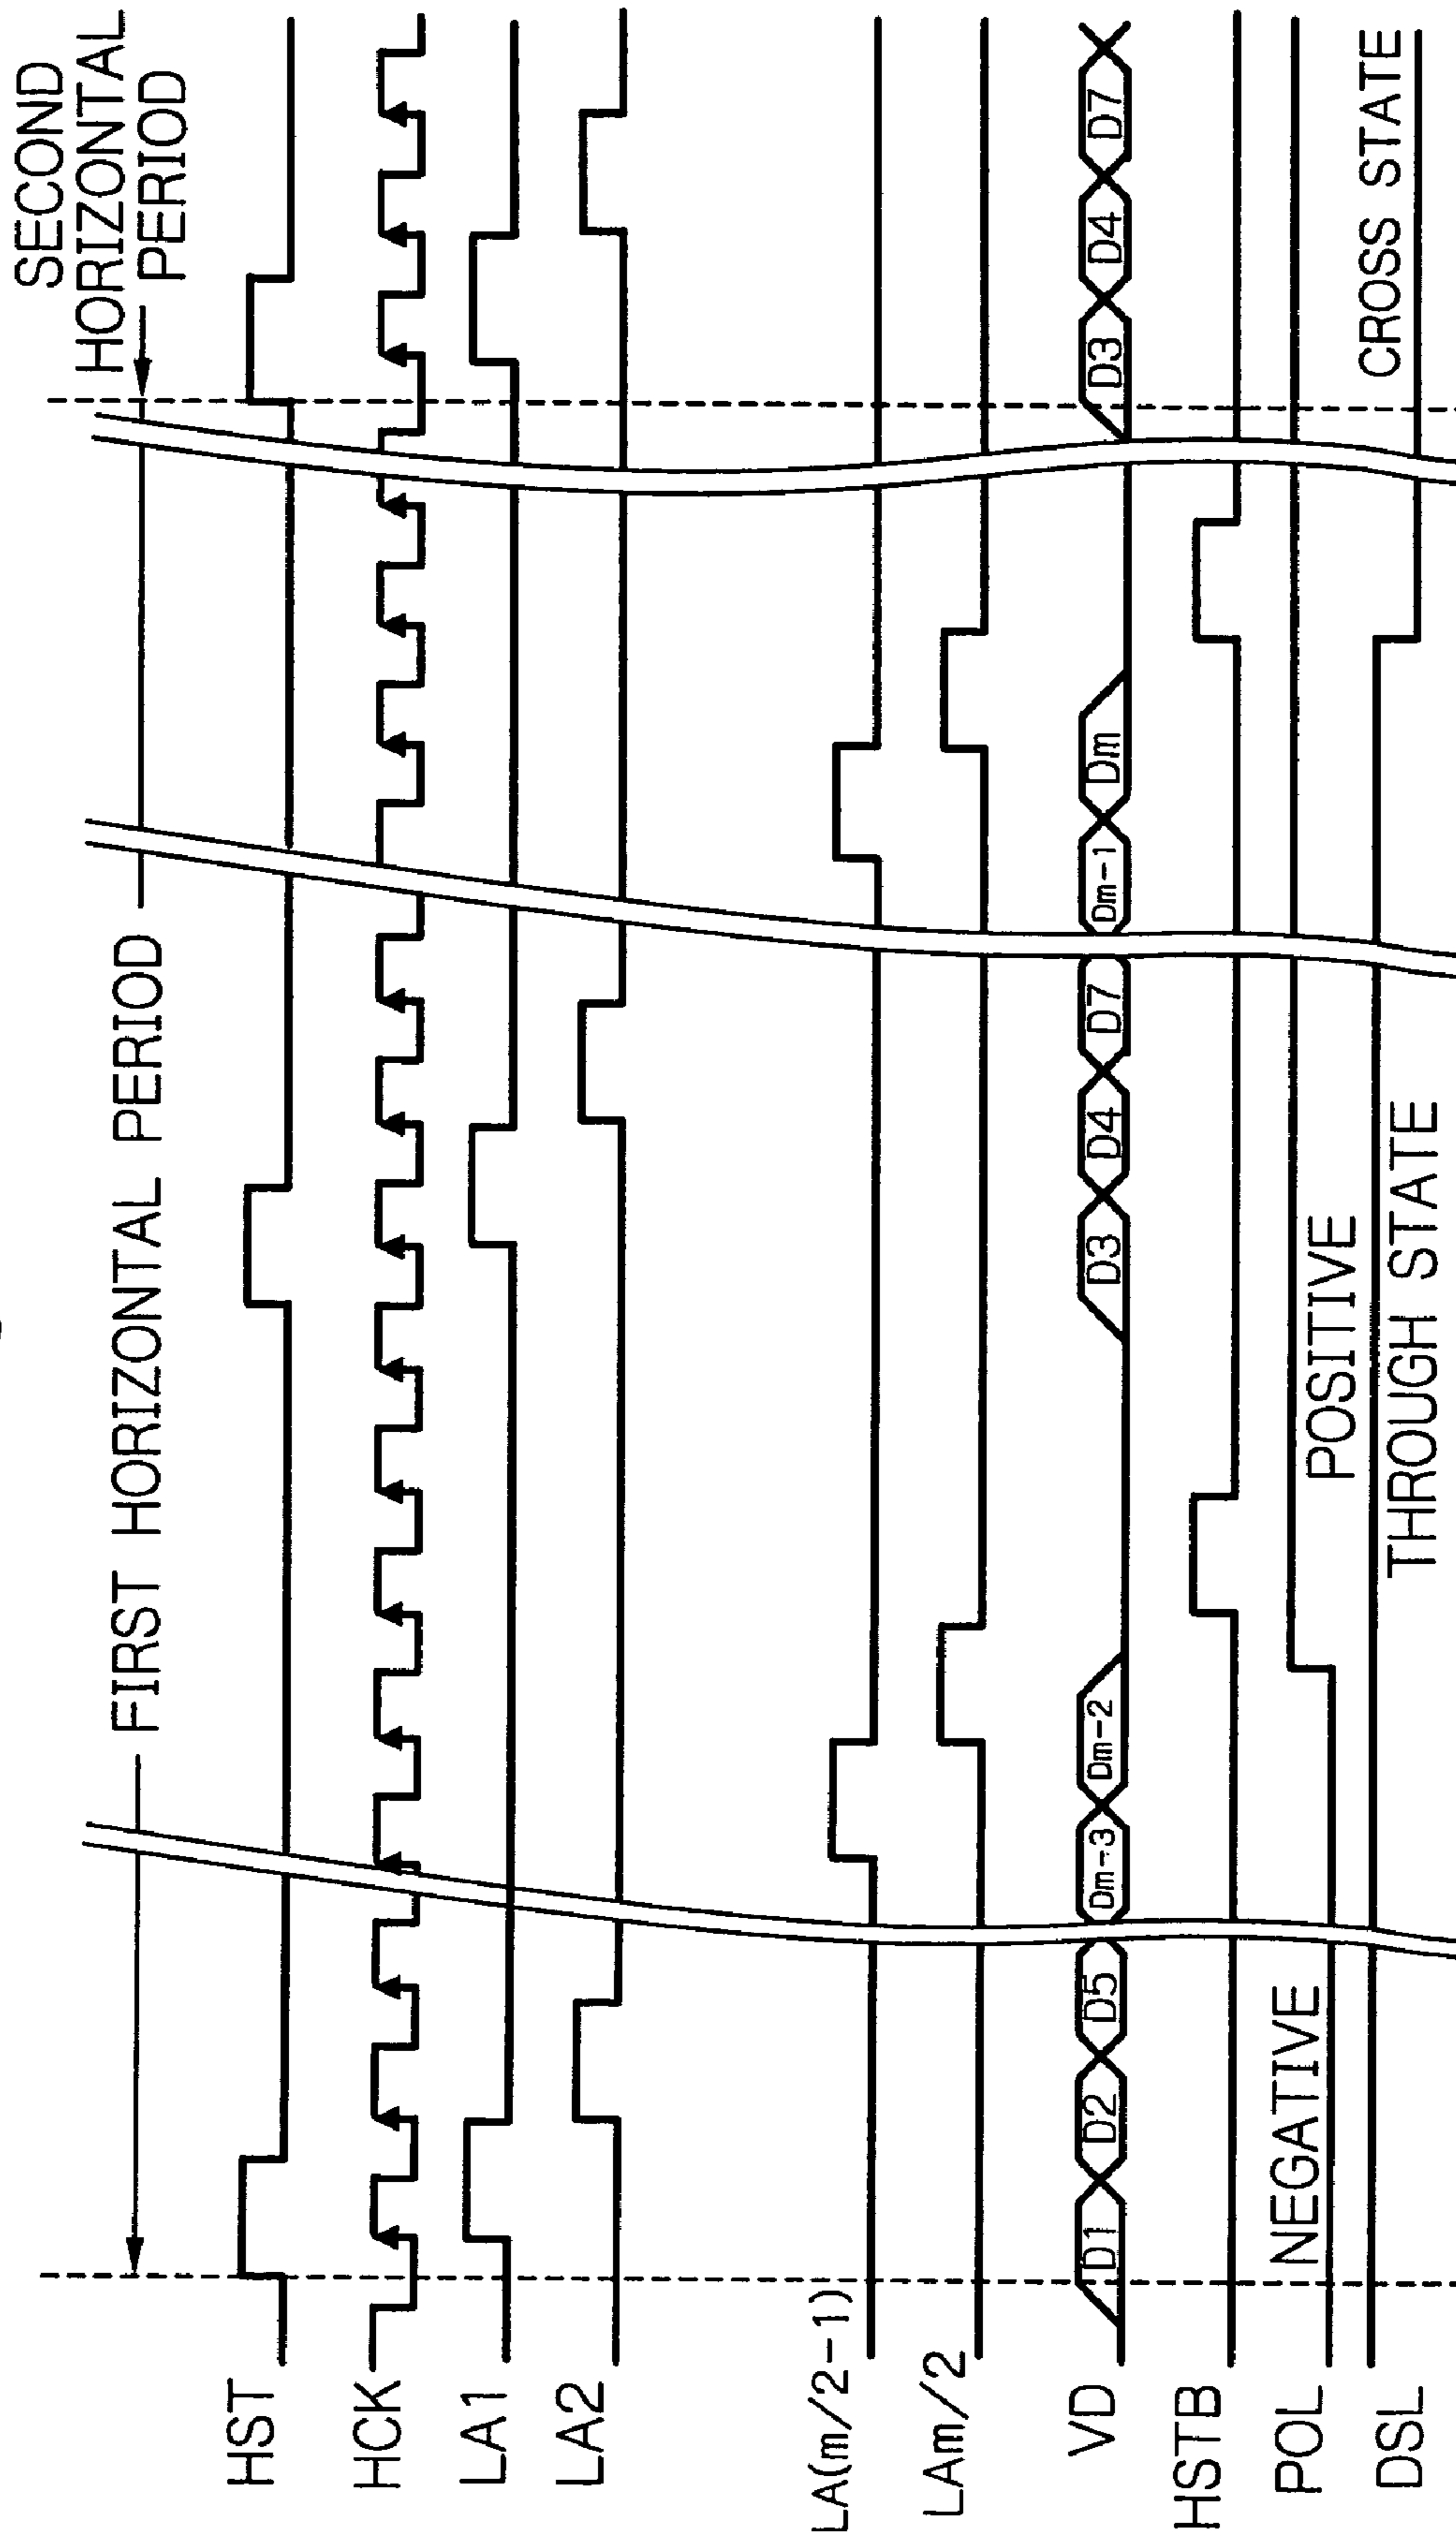 FIRST HORIZONTAL PERIOD
SECOND
HORIZONTAL
PERIOD
HST
HCK
LA1
LA2
LA(m/2-1)
LAm/2
VD
D1
D2
D5
Dm-3
Dm-2
D3
D4
D7
Dm-1
Dm
D3
D4
D7
HSTB
POL
NEGATIVE
POSITIVE
DSL
THROUGH STATE
CROSS STATE